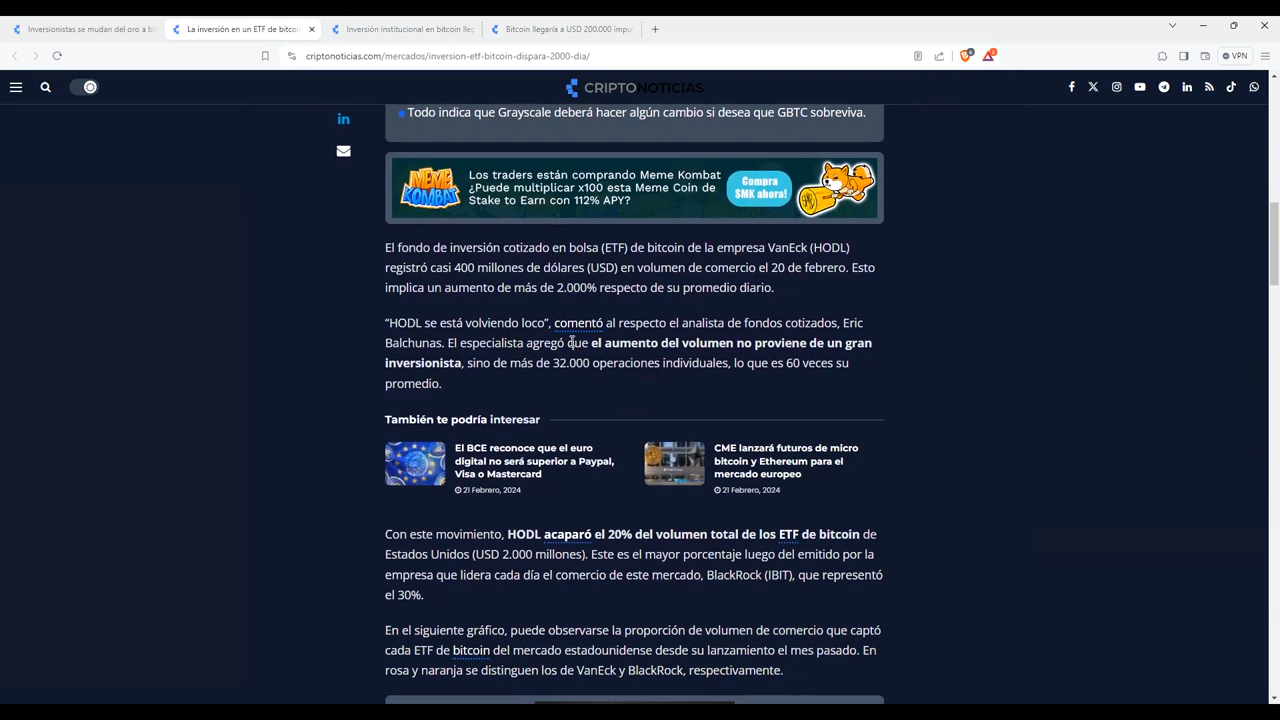 Inversionistas se mudan del oro a bi
La inversión en un ETF de bitcoi
Inversión institucional en bitcoin lleg
Bitcoin llegaría a USD 200.000 impu
criptonoticias.com/mercados/inversion-etf-bitcoin-dispara-2000-dia/
VPN
CRIPTONOTICIAS
Todo indica que Grayscale deberá hacer algún cambio si desea que GBTC sobreviva.
MEME KOMBAT
Los traders están comprando Meme Kombat
¿Puede multiplicar x100 esta Meme Coin de
Stake to Earn con 112% APY?
Compra
$MK ahora!
El fondo de inversión cotizado en bolsa (ETF) de bitcoin de la empresa VanEck (HODL)
registró casi 400 millones de dólares (USD) en volumen de comercio el 20 de febrero. Esto
implica un aumento de más de 2.000% respecto de su promedio diario.
“HODL se está volviendo loco”, comentó al respecto el analista de fondos cotizados, Eric
Balchunas. El especialista agregó que el aumento del volumen no proviene de un gran
inversionista, sino de más de 32.000 operaciones individuales, lo que es 60 veces su
promedio.
También te podría interesar
El BCE reconoce que el euro
digital no será superior a Paypal,
Visa o Mastercard
21 Febrero, 2024
CME lanzará futuros de micro
bitcoin y Ethereum para el
mercado europeo
21 Febrero, 2024
Con este movimiento, HODL acaparó el 20% del volumen total de los ETF de bitcoin de
Estados Unidos (USD 2.000 millones). Este es el mayor porcentaje luego del emitido por la
empresa que lidera cada día el comercio de este mercado, BlackRock (IBIT), que representó
el 30%.
En el siguiente gráfico, puede observarse la proporción de volumen de comercio que captó
cada ETF de bitcoin del mercado estadounidense desde su lanzamiento el mes pasado. En
rosa y naranja se distinguen los de VanEck y BlackRock, respectivamente.